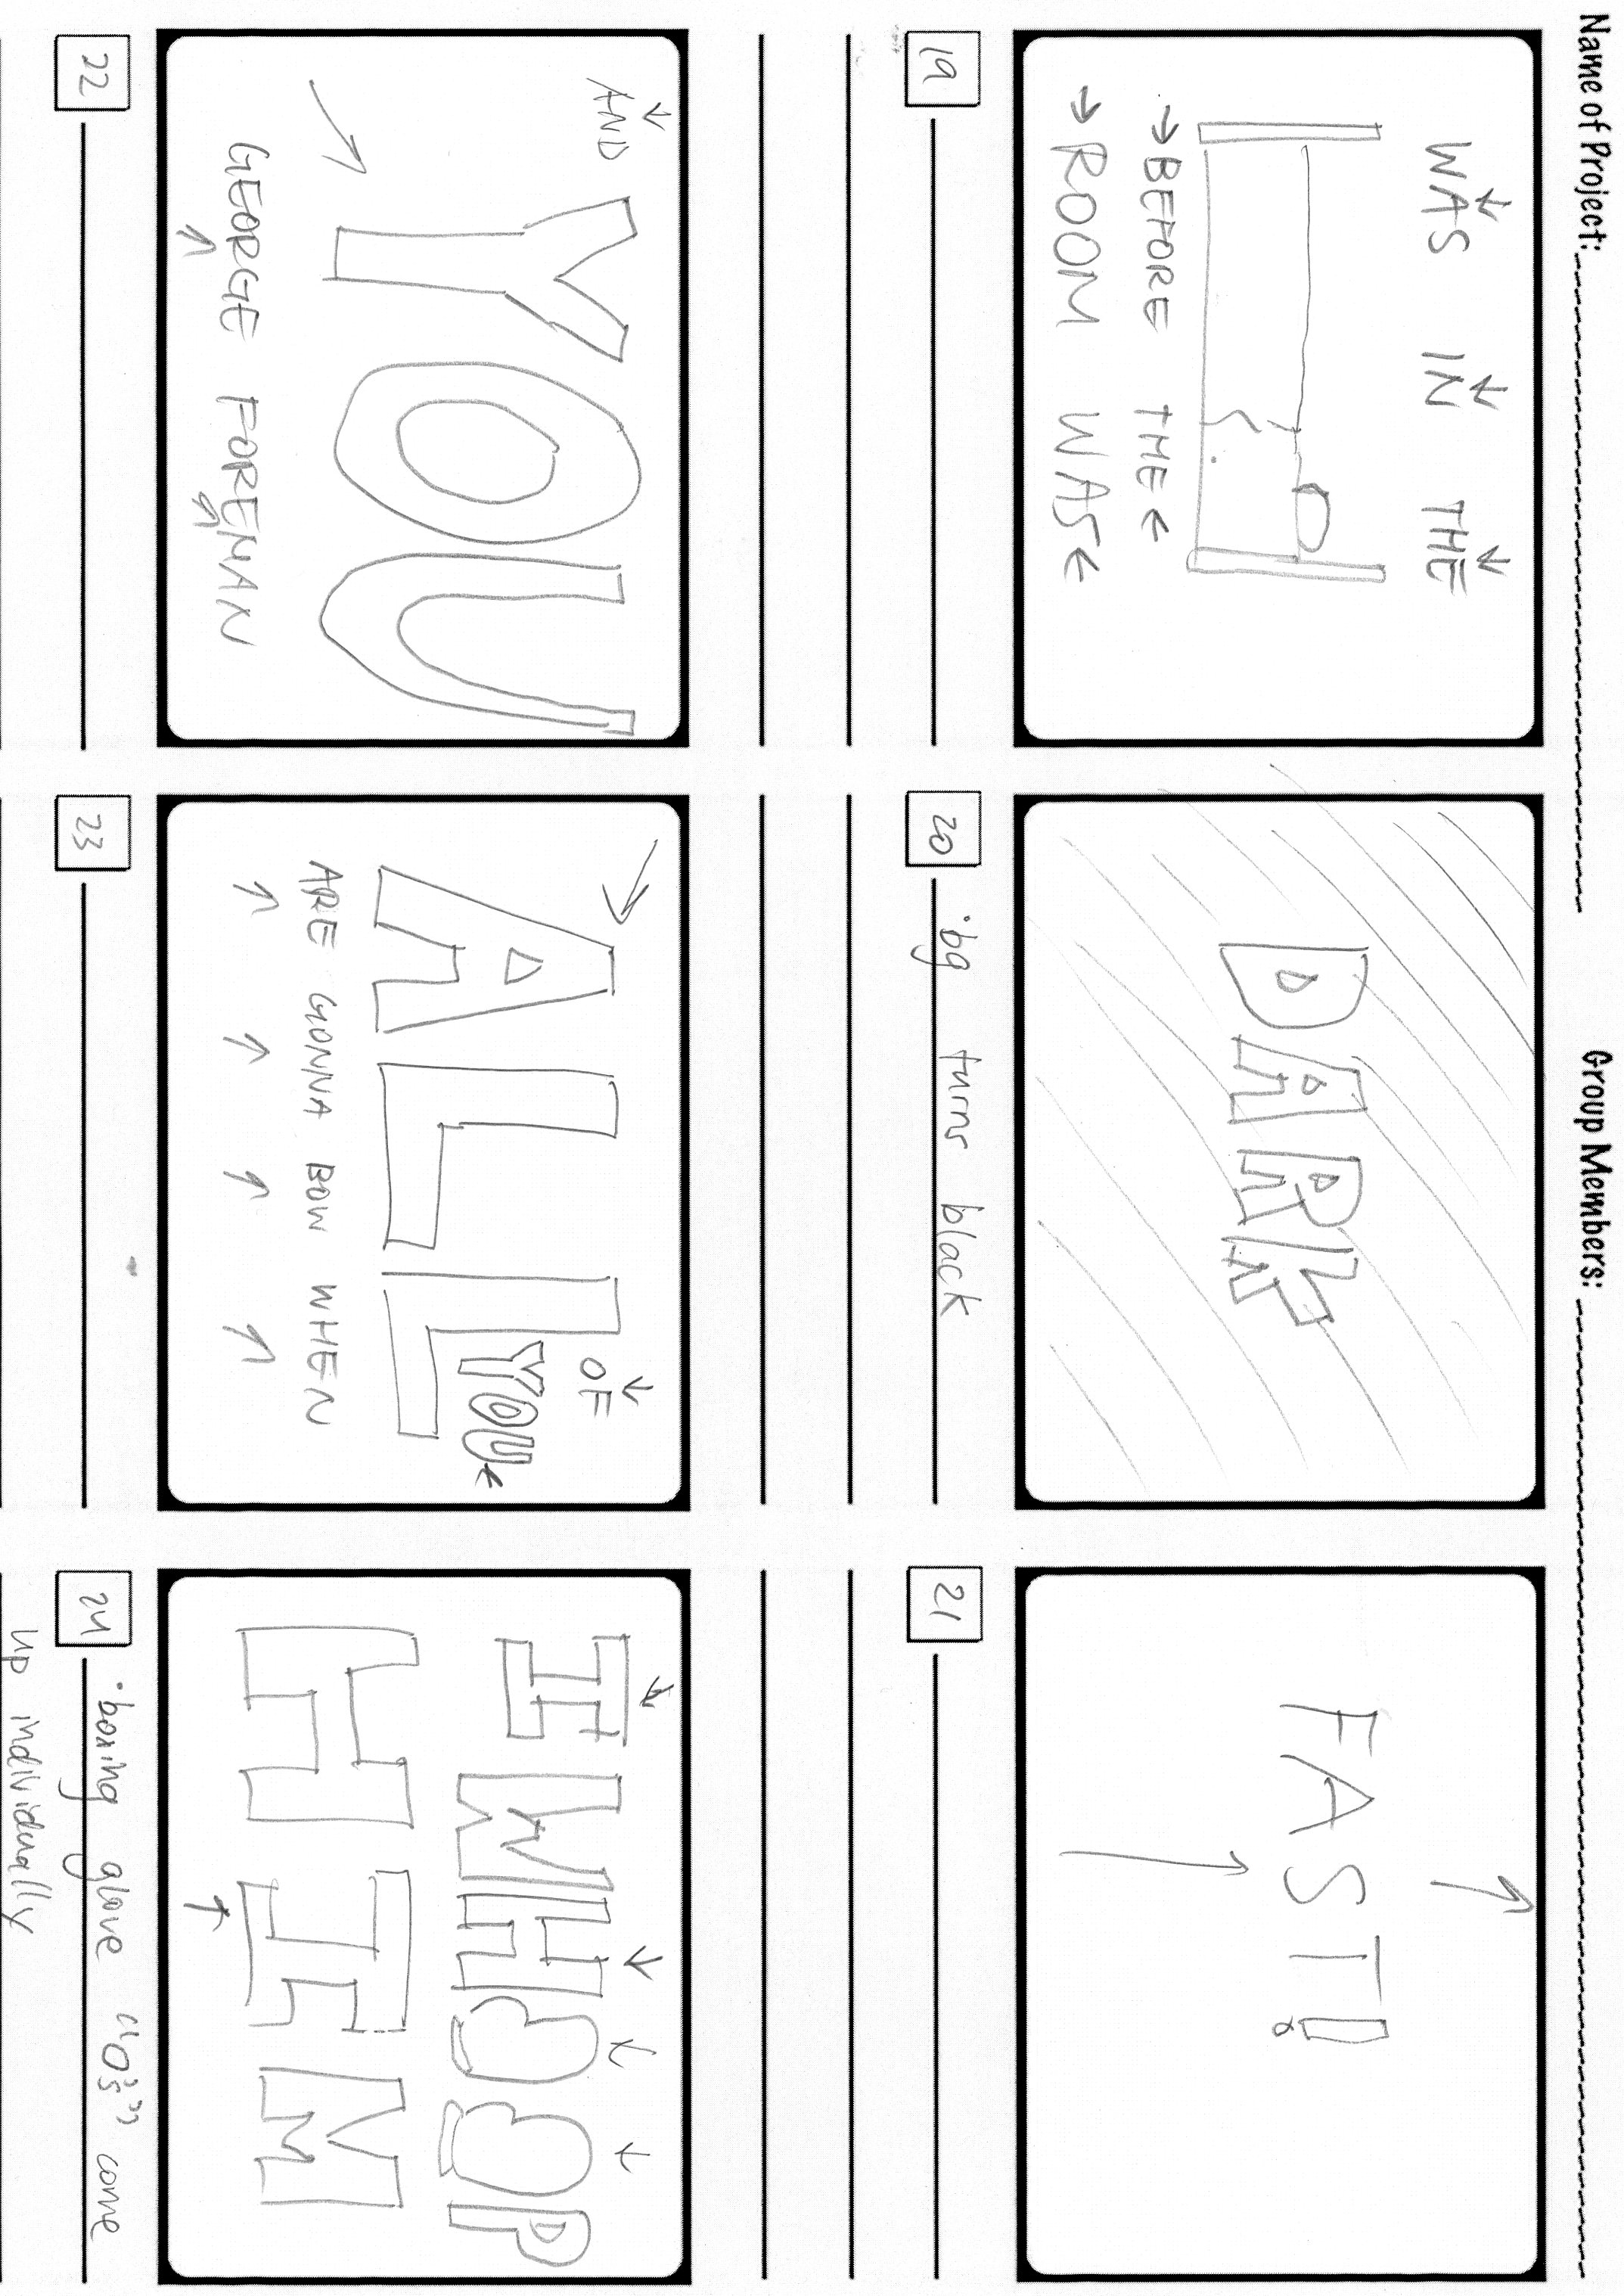 Name of Project:
Group Members:
WAS IN THE
BEFORE THE
ROOM WAS
19
DARK
20
·bg turns black
FAST!
21
AND
YOU
GEORGE FOREMAN
22
ALL
OF
YOU
ARE GONNA BOW WHEN
23
I WHOOP
HIM
24
·boxing glove "O's" come
up individually